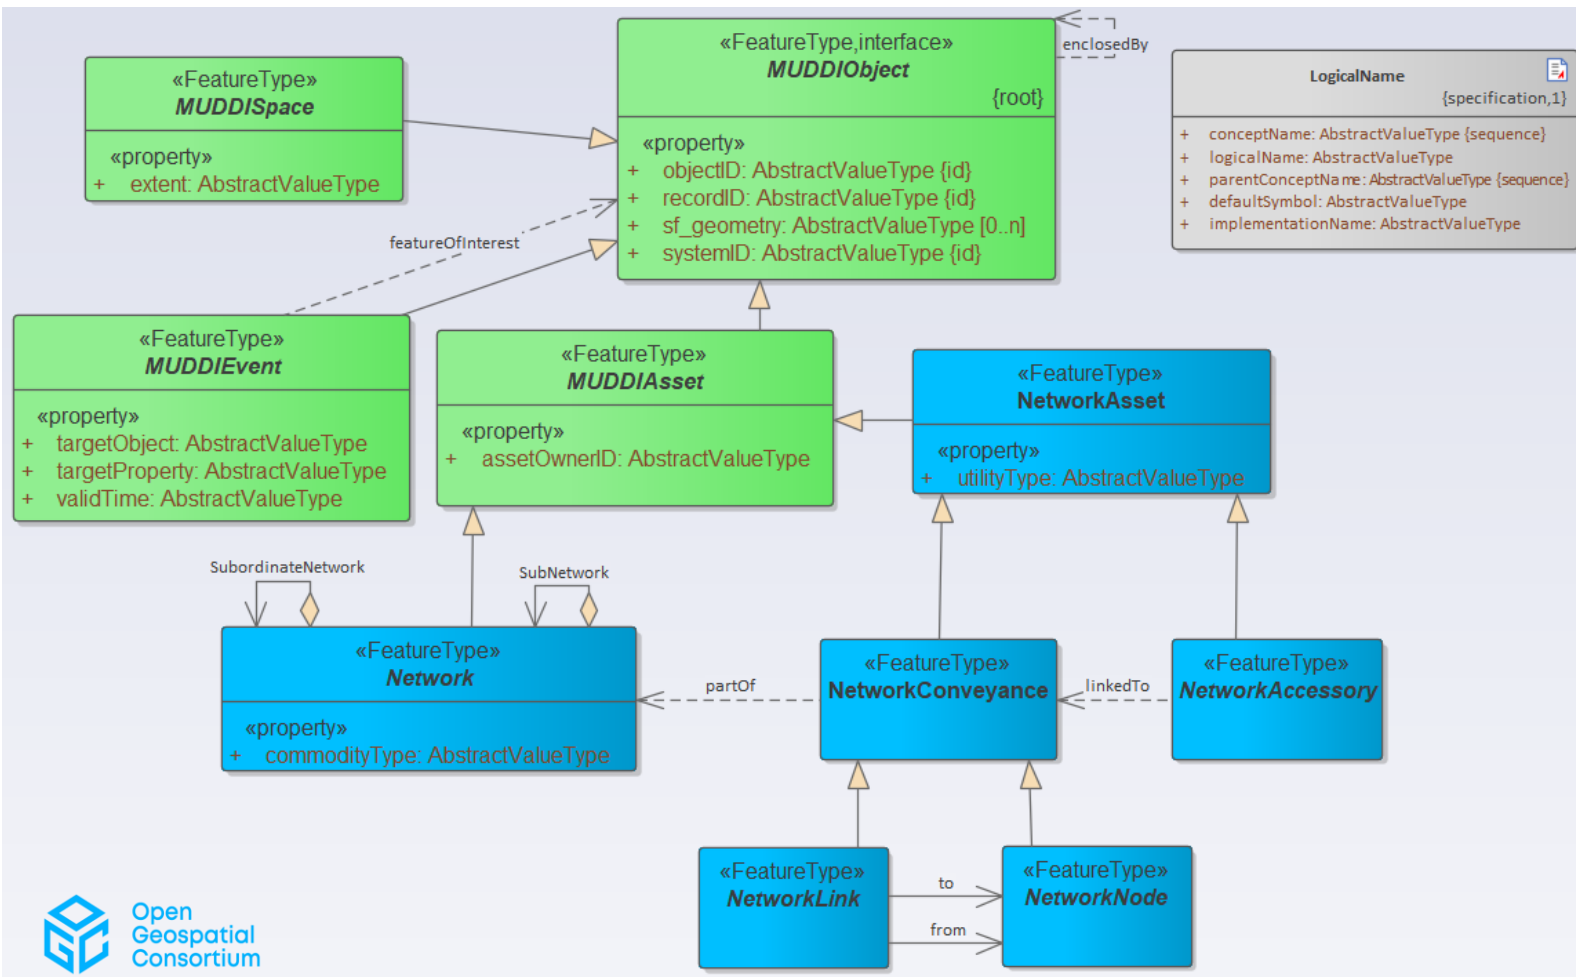 «FeatureType,interface»
MUDDIObject
{root}
«property»
+ objectID: AbstractValueType {id}
+ recordID: AbstractValueType {id}
+ sf_geometry: AbstractValueType [0..n]
+ systemID: AbstractValueType {id}
enclosedBy
LogicalName
{specification,1}
+ conceptName: AbstractValueType {sequence}
+ logicalName: AbstractValueType
+ parentConceptName: AbstractValueType {sequence}
+ defaultSymbol: AbstractValueType
+ implementationName: AbstractValueType
«FeatureType»
MUDDISpace
«property»
+ extent: AbstractValueType
featureOfInterest
«FeatureType»
MUDDIEvent
«property»
+ targetObject: AbstractValueType
+ targetProperty: AbstractValueType
+ validTime: AbstractValueType
«FeatureType»
MUDDIAsset
«property»
+ assetOwnerID: AbstractValueType
«FeatureType»
NetworkAsset
«property»
+ utilityType: AbstractValueType
SubordinateNetwork
SubNetwork
«FeatureType»
Network
«property»
+ commodityType: AbstractValueType
partOf
«FeatureType»
NetworkConveyance
linkedTo
«FeatureType»
NetworkAccessory
«FeatureType»
NetworkLink
to
from
«FeatureType»
NetworkNode
OGC
Open
Geospatial
Consortium